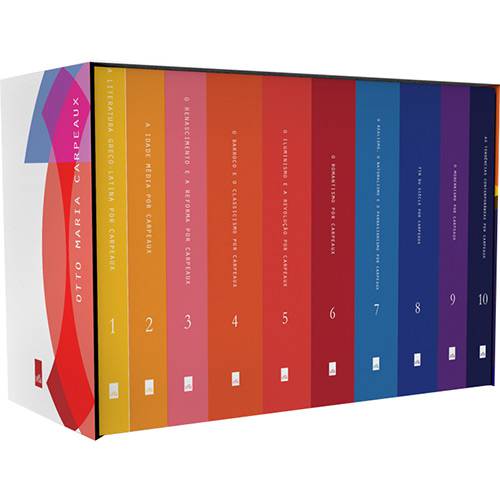 OTTO MARIA CARPEAUX
A LITERATURA GRECO-LATINA POR CARPEAUX
1
A IDADE MÉDIA POR CARPEAUX
2
O RENASCIMENTO E A REFORMA POR CARPEAUX
3
O BARROCO E O CLASSICISMO POR CARPEAUX
4
O ILUMINISMO E A REVOLUÇÃO POR CARPEAUX
5
O ROMANTISMO POR CARPEAUX
6
O REALISMO, O NATURALISMO E O PARNASIANISMO POR CARPEAUX
7
FIM DO SÉCULO POR CARPEAUX
8
O MODERNISMO POR CARPEAUX
9
AS TENDÊNCIAS CONTEMPORÂNEAS POR CARPEAUX
10